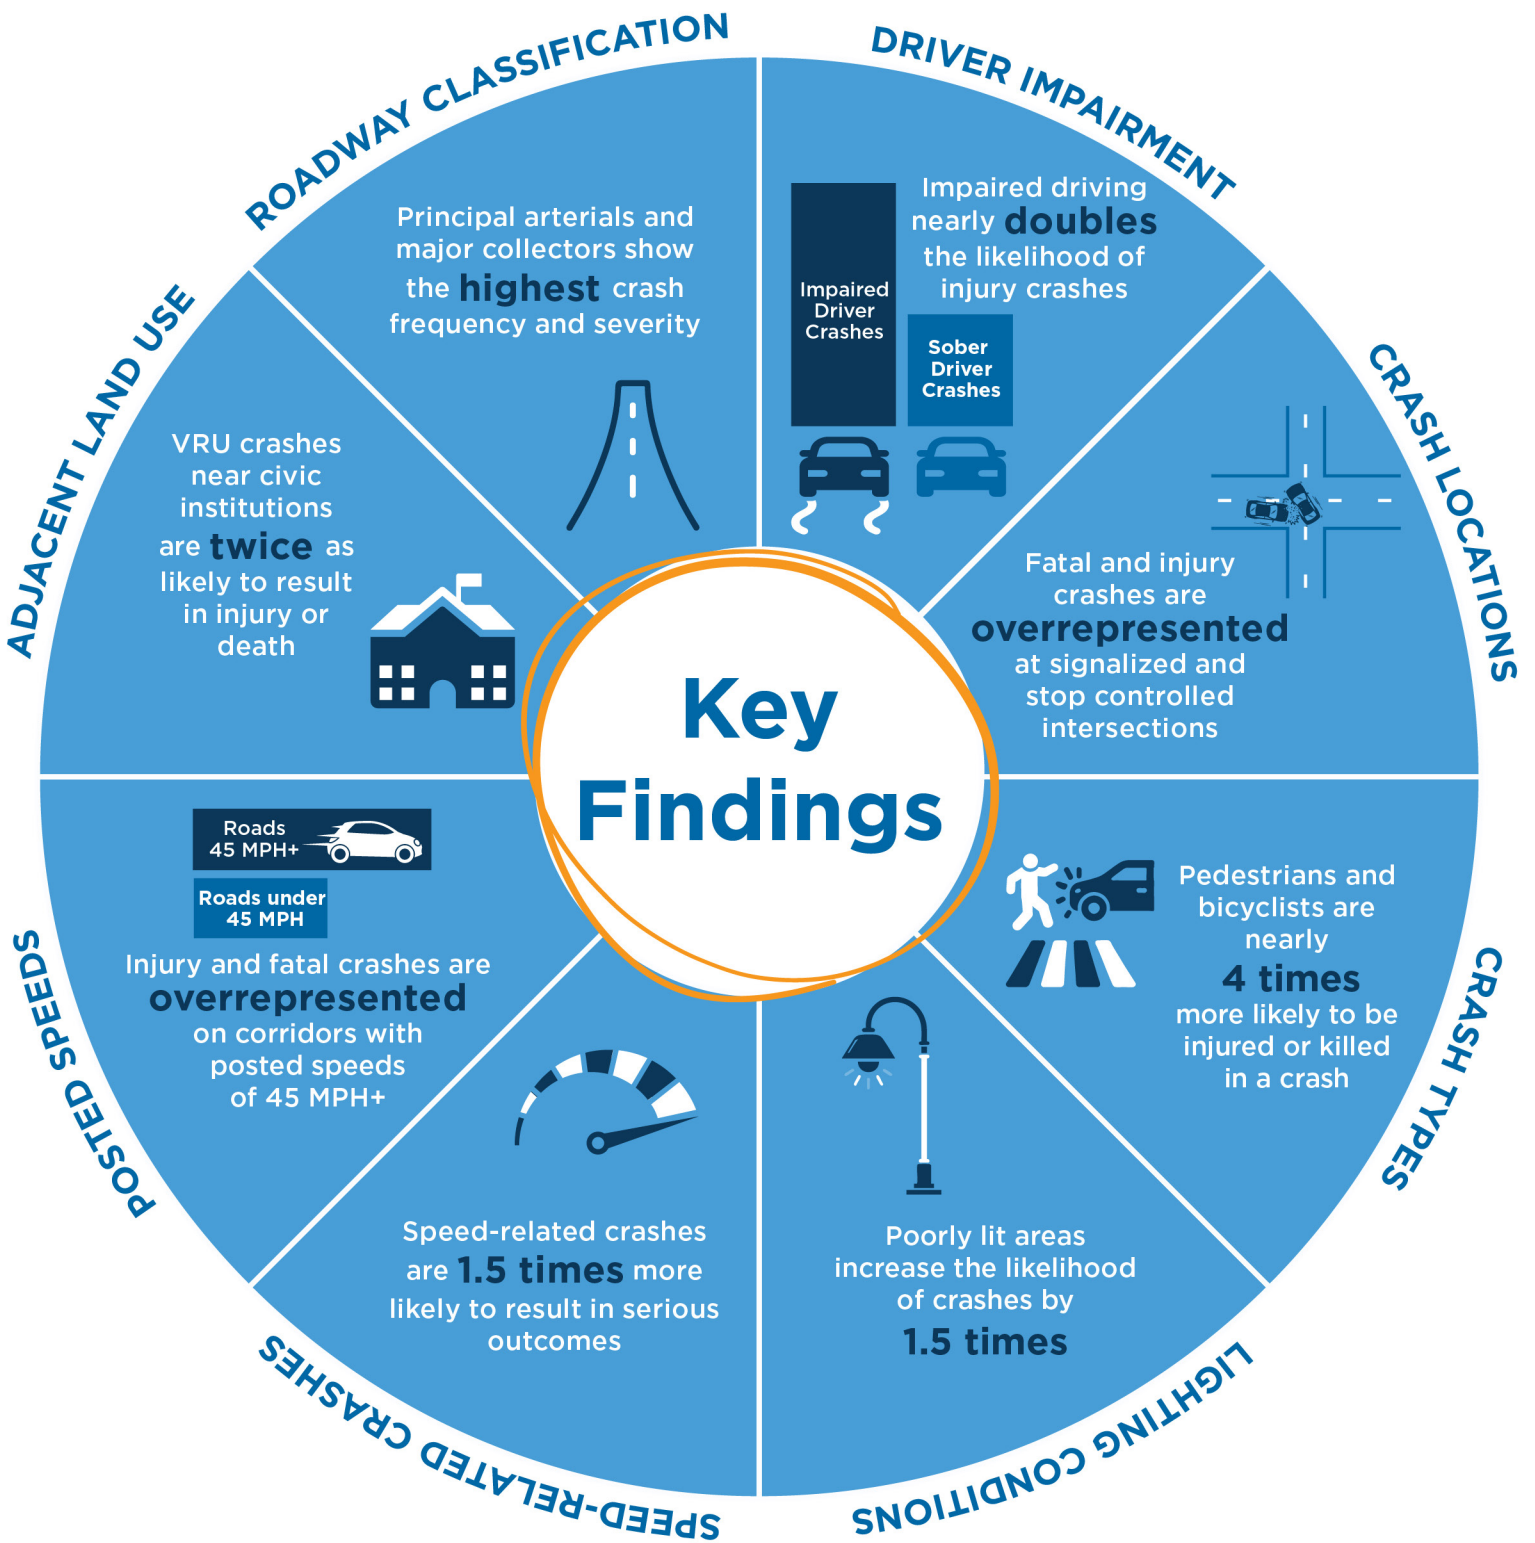 Key
Findings
DRIVER IMPAIRMENT
Impaired driving
nearly doubles
the likelihood of
injury crashes
Impaired
Driver
Crashes
Sober
Driver
Crashes
CRASH LOCATIONS
Fatal and injury
crashes are
overrepresented
at signalized and
stop controlled
intersections
CRASH TYPES
Pedestrians and
bicyclists are
nearly
4 times
more likely to be
injured or killed
in a crash
LIGHTING CONDITIONS
Poorly lit areas
increase the likelihood
of crashes by
1.5 times
SPEED-RELATED CRASHES
Speed-related crashes
are 1.5 times more
likely to result in serious
outcomes
POSTED SPEEDS
Roads
45 MPH+
Roads under
45 MPH
Injury and fatal crashes are
overrepresented
on corridors with
posted speeds
of 45 MPH+
ADJACENT LAND USE
VRU crashes
near civic
institutions
are twice as
likely to result
in injury or
death
ROADWAY CLASSIFICATION
Principal arterials and
major collectors show
the highest crash
frequency and severity